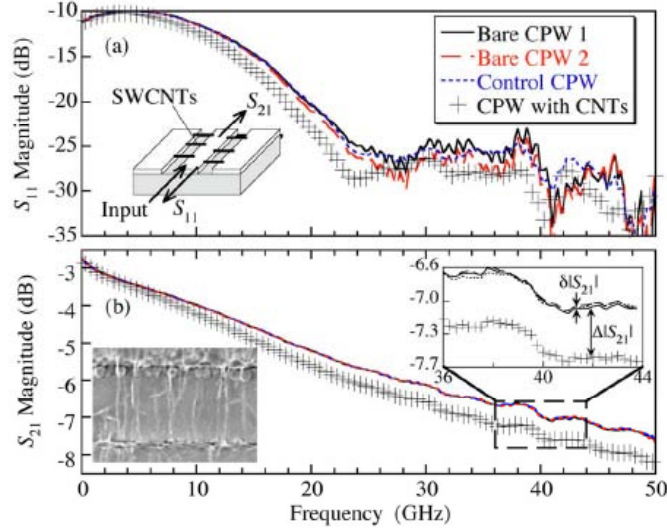 -10
-15
-20
-25
-30
-35
S11 Magnitude (dB)
(a)
SWCNTs
S21
Input
S11
Bare CPW 1
Bare CPW 2
Control CPW
CPW with CNTs
-3
-4
-5
-6
-7
-8
S21 Magnitude (dB)
(b)
-6.6
-7.0
-7.3
-7.7
δ|S21|
Δ|S21|
36
40
44
0
10
20
30
40
50
Frequency (GHz)